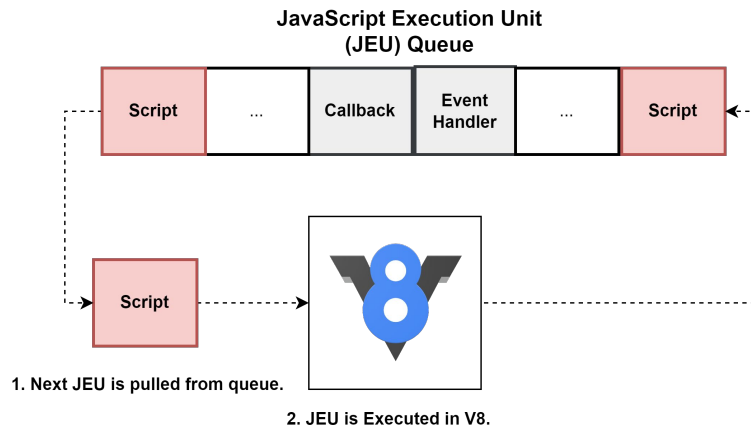 JavaScript Execution Unit
(JEU) Queue
Script
...
Callback
Event
Handler
...
Script
Script
8
1. Next JEU is pulled from queue.
2. JEU is Executed in V8.